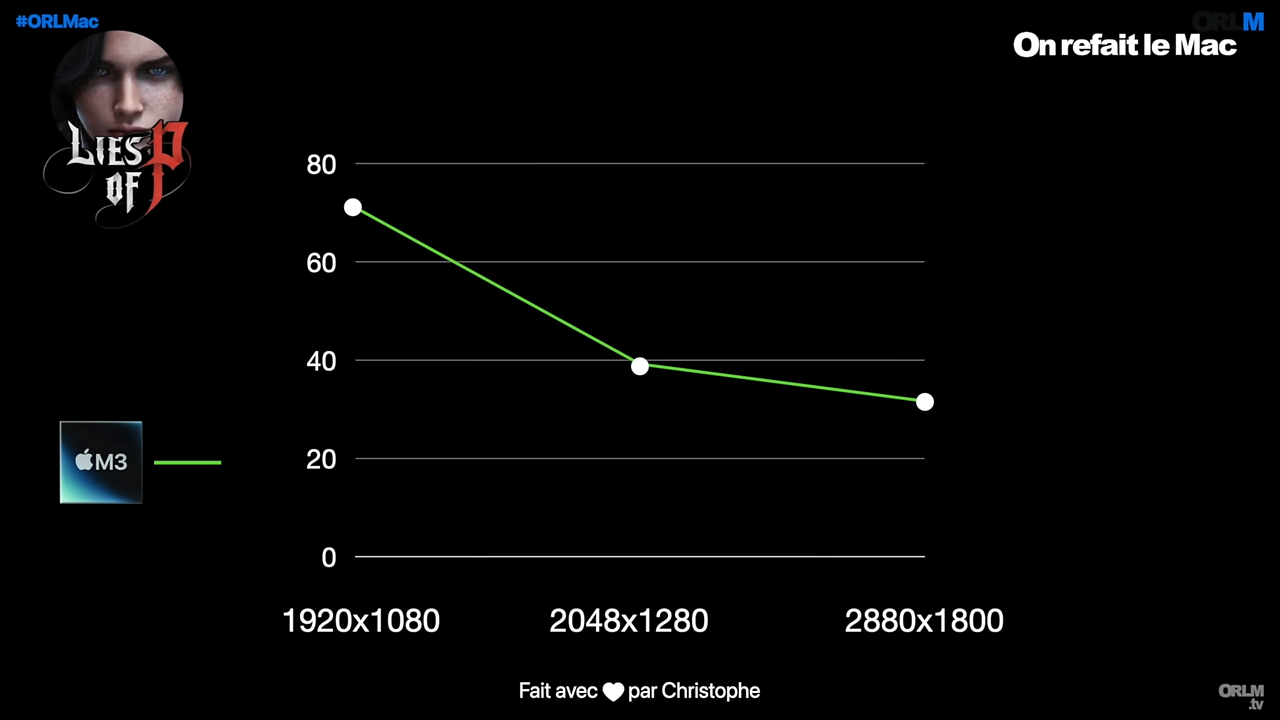 #ORLMac
ORLM
On refait le Mac
LIES
OF P
80
60
40
20
0
M3
1920x1080
2048x1280
2880x1800
Fait avec par Christophe
ORLM
.tv